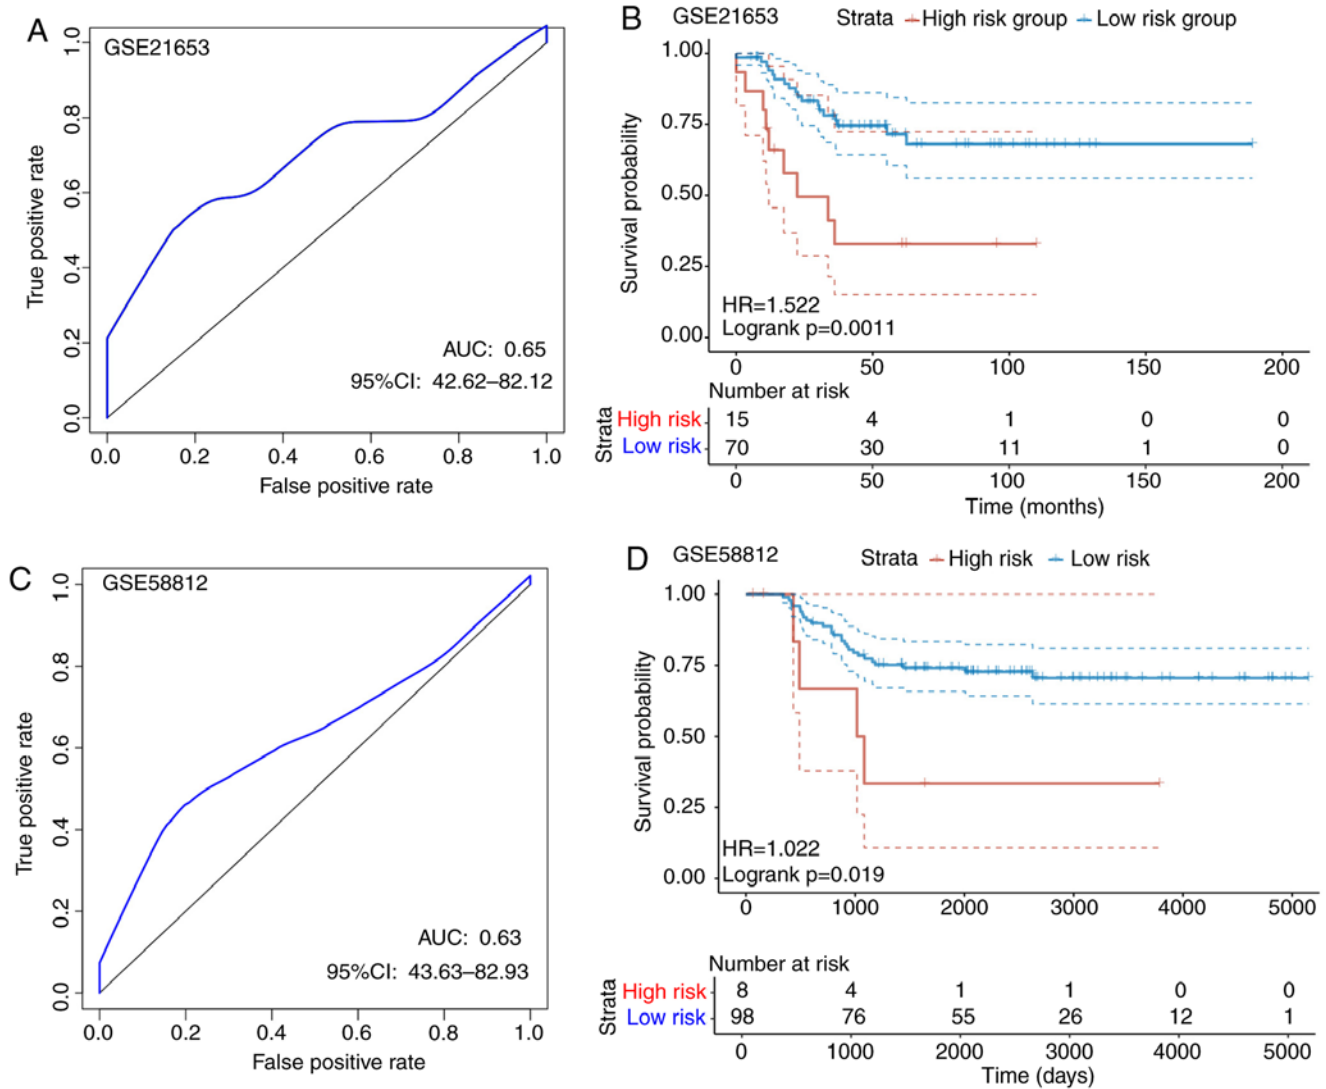 A
GSE21653
1.0
0.8
0.6
0.4
0.2
0.0
True positive rate
AUC: 0.65
95%CI: 42.62–82.12
0.0 0.2 0.4 0.6 0.8 1.0
False positive rate
B
GSE21653
Strata High risk group Low risk group
1.00
0.75
0.50
0.25
0.00
Survival probability
HR=1.522
Logrank p=0.0011
0 50 100 150 200
Number at risk
Strata
High risk 15 4 1 0 0
Low risk 70 30 11 1 0
0 50 100 150 200
Time (months)
C
GSE58812
1.0
0.8
0.6
0.4
0.2
0.0
True positive rate
AUC: 0.63
95%CI: 43.63–82.93
0.0 0.2 0.4 0.6 0.8 1.0
False positive rate
D
GSE58812
Strata High risk Low risk
1.00
0.75
0.50
0.25
0.00
Survival probability
HR=1.022
Logrank p=0.019
0 1000 2000 3000 4000 5000
Number at risk
Strata
High risk 8 4 1 1 0 0
Low risk 98 76 55 26 12 1
0 1000 2000 3000 4000 5000
Time (days)